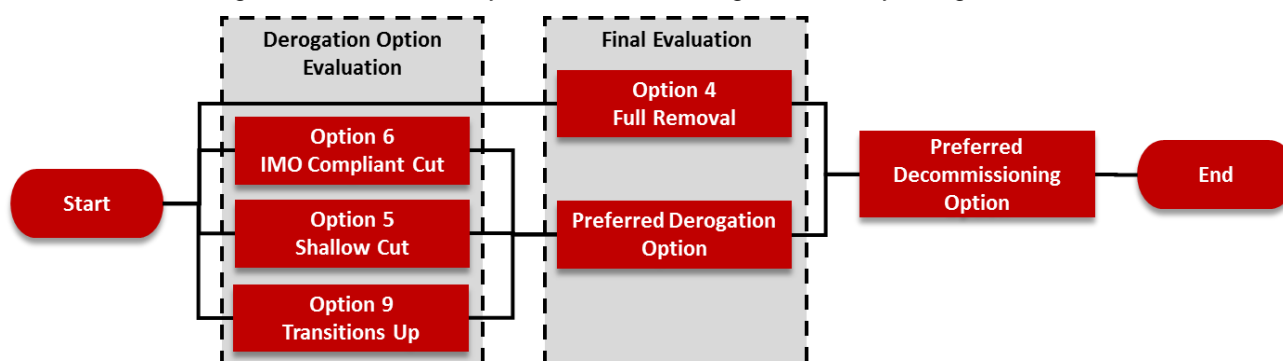 Derogation Option
Evaluation
Final Evaluation
Option 4
Full Removal
Option 6
IMO Compliant Cut
Preferred
Decommissioning
Option
End
Start
Option 5
Shallow Cut
Preferred Derogation
Option
Option 9
Transitions Up